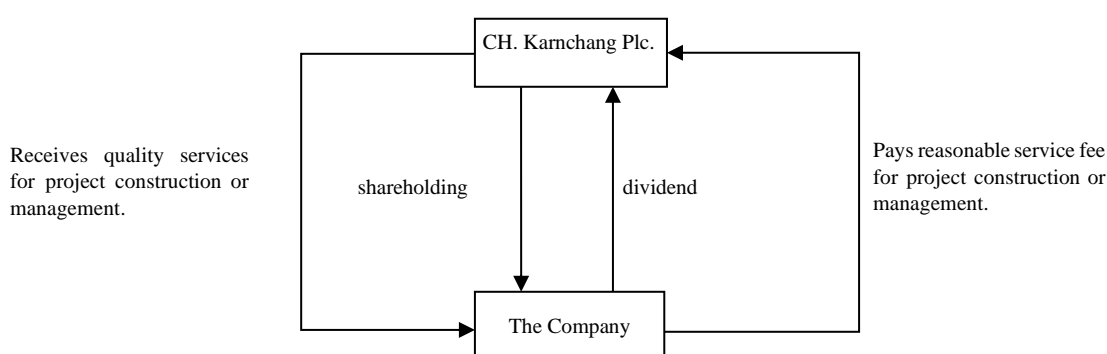 CH. Karnchang Plc.
Receives quality services
for project construction or
management.
shareholding
dividend
Pays reasonable service fee
for project construction or
management.
The Company